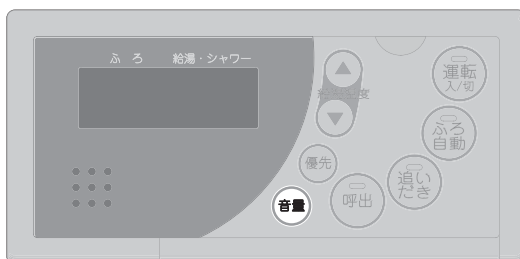 ふろ 給湯・シャワー
運転
入/切
ふろ
自動
優先
追い
だき
呼出
音量